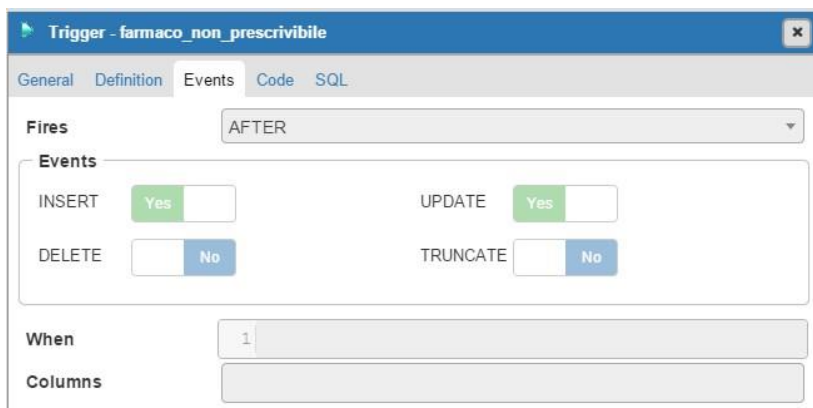 Trigger - farmaco_non_prescrivibile
General Definition Events Code SQL
Fires AFTER
Events
INSERT Yes UPDATE Yes
DELETE No TRUNCATE No
When 1
Columns